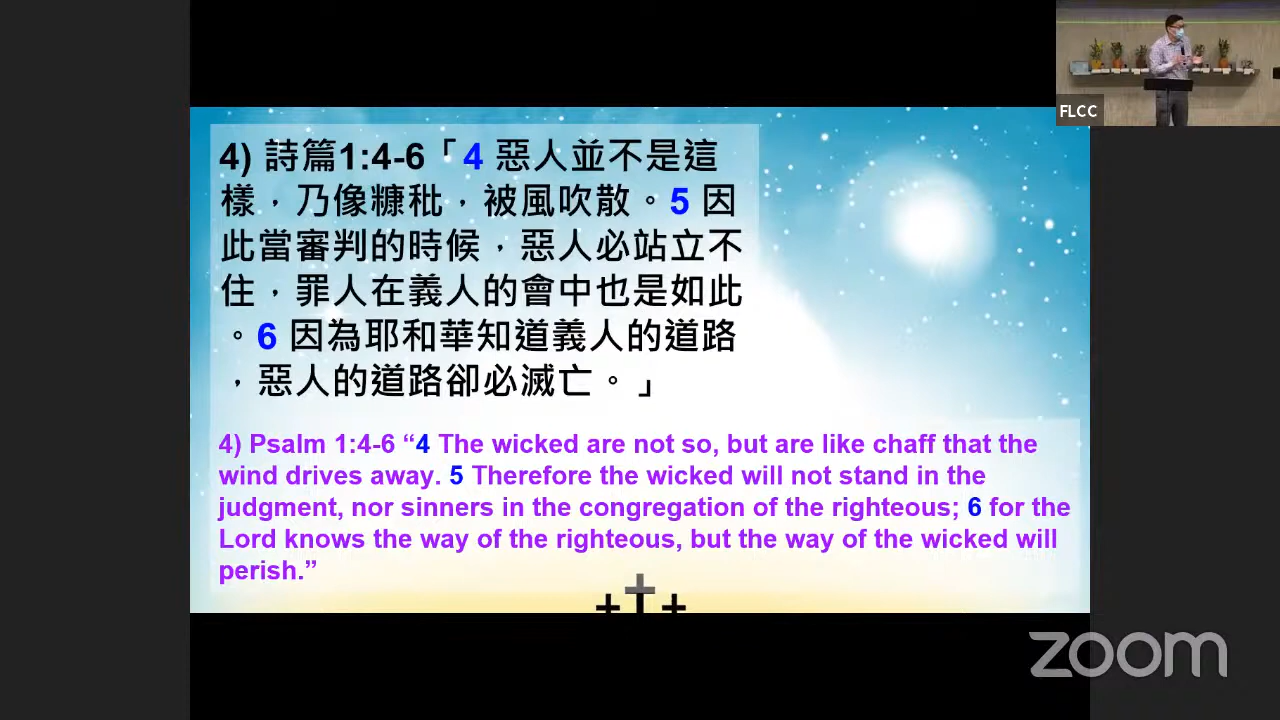 FLCC
4) 詩篇1:4-6「4 惡人並不是這
樣，乃像糠秕，被風吹散。5 因
此當審判的時候，惡人必站立不
住，罪人在義人的會中也是如此
。6 因為耶和華知道義人的道路
，惡人的道路卻必滅亡。」
4) Psalm 1:4-6 “4 The wicked are not so, but are like chaff that the
wind drives away. 5 Therefore the wicked will not stand in the
judgment, nor sinners in the congregation of the righteous; 6 for the
Lord knows the way of the righteous, but the way of the wicked will
perish.”
zoom